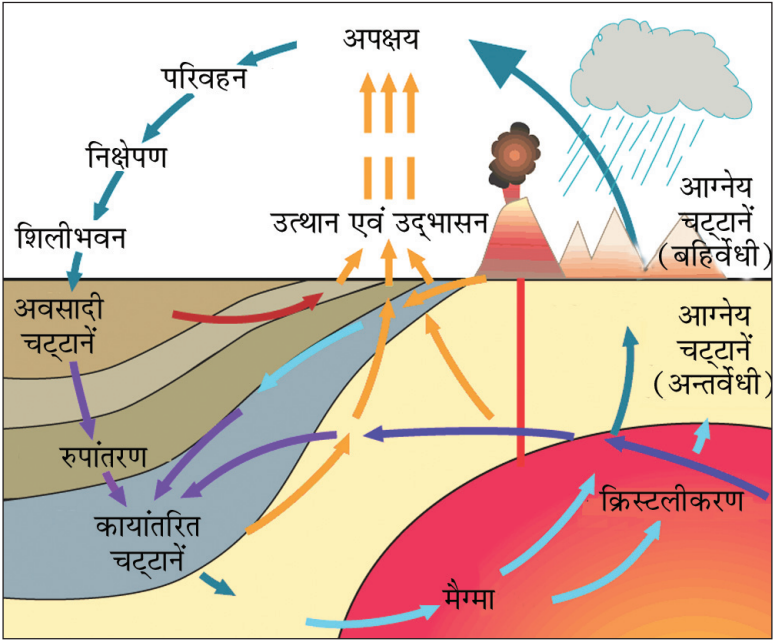 अपक्षय
परिवहन
निक्षेपण
शिलीभवन
उत्थान एवं उद्‌भासन
आग्नेय
चट्‌टानें
(बहिर्वेधी)
अवसादी
चट्‌टानें
आग्नेय
चट्‌टानें
(अन्तर्वेधी)
रुपांतरण
कायांतरित
चट्‌टानें
क्रिस्टलीकरण
मैग्मा